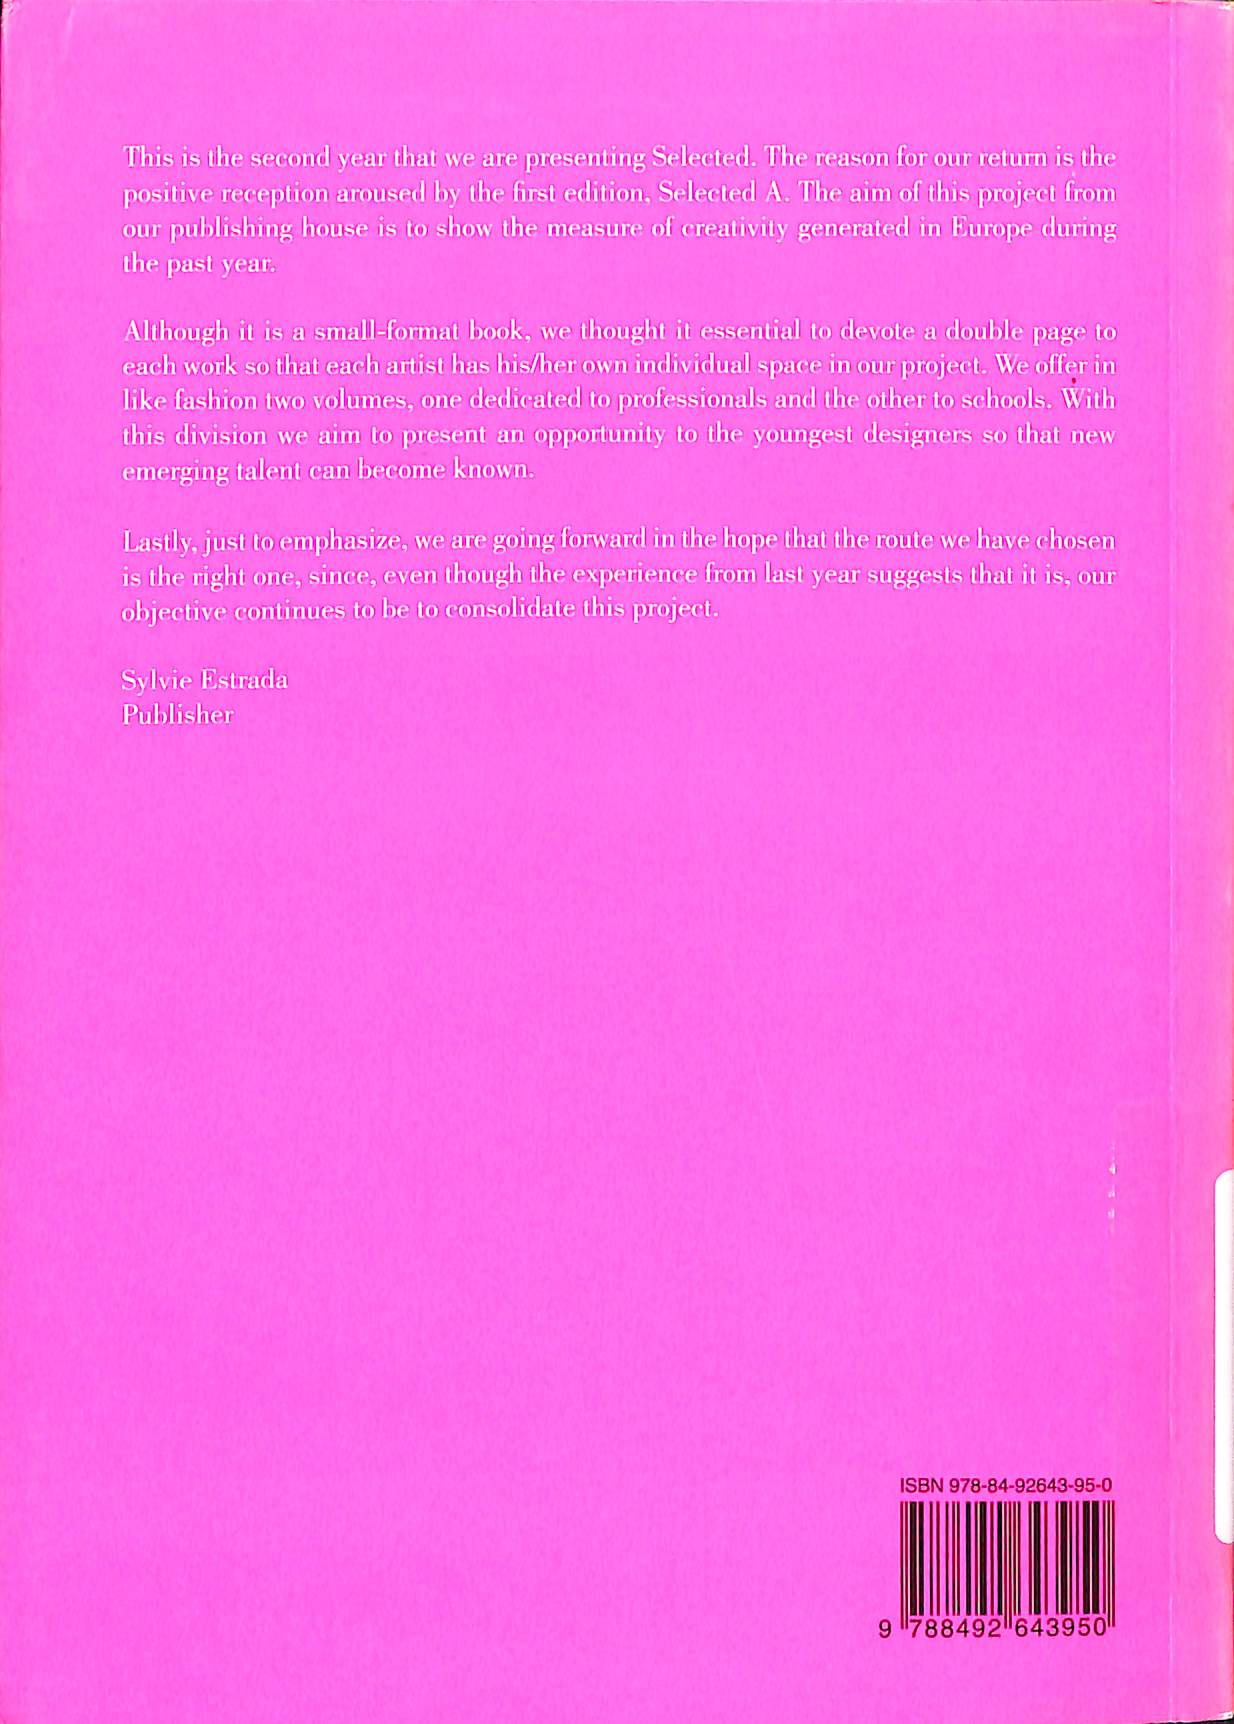 This is the second year that we are presenting Selected. The reason for our return is the
positive reception aroused by the first edition, Selected A. The aim of this project from
our publishing house is to show the measure of creativity generated in Europe during
the past year.
Although it is a small-format book, we thought it essential to devote a double page to
each work so that each artist has his/her own individual space in our project. We offer in
like fashion two volumes, one dedicated to professionals and the other to schools. With
this division we aim to present an opportunity to the youngest designers so that new
emerging talent can become known.
Lastly, just to emphasize, we are going forward in the hope that the route we have chosen
is the right one, since, even though the experience from last year suggests that it is, our
objective continues to be to consolidate this project.
Sylvie Estrada
Publisher
ISBN 978-84-92643-95-0
9 788492 643950